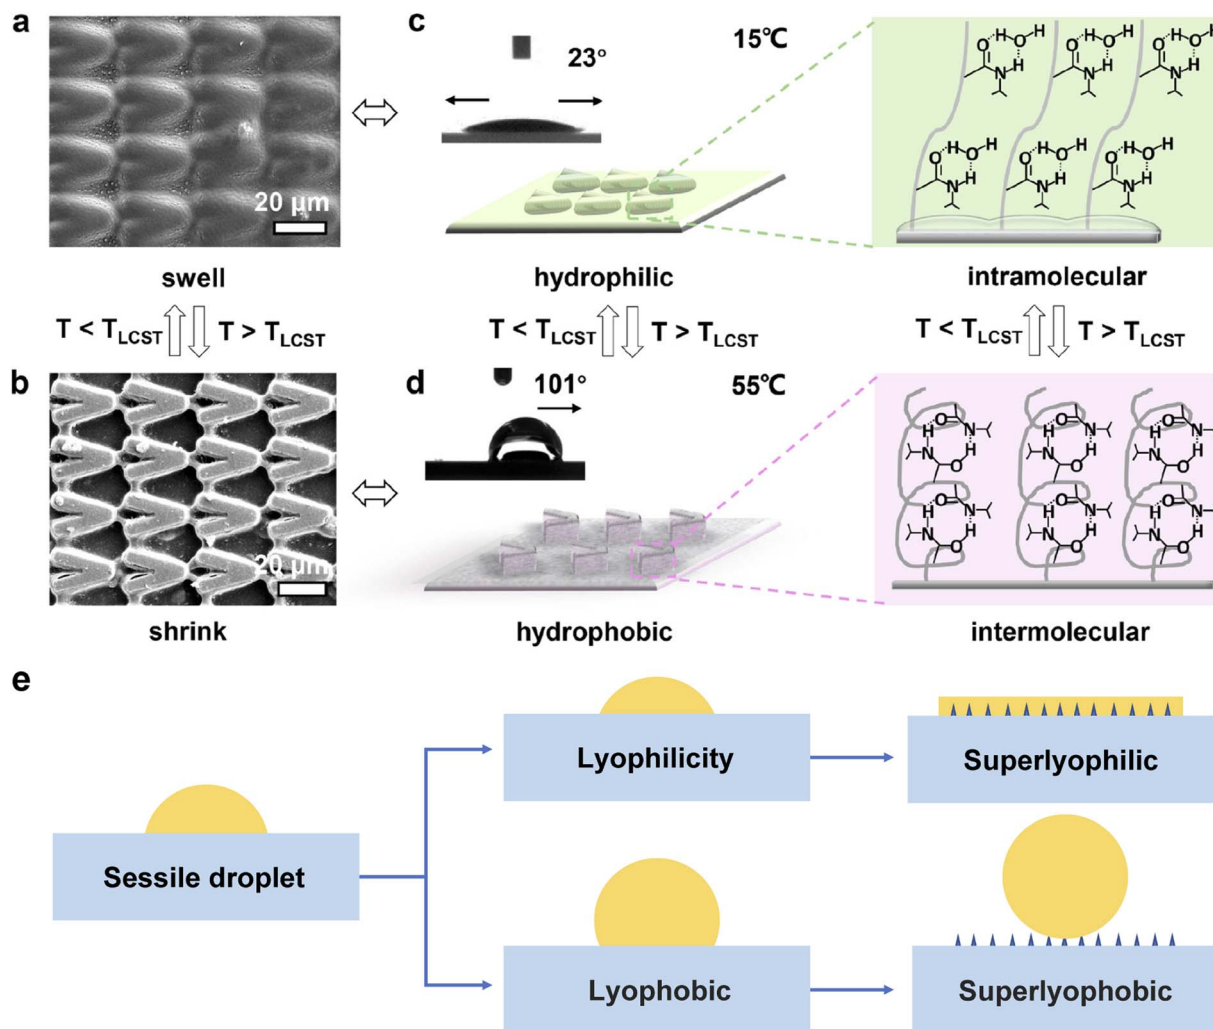 a
20 μm
swell
T < TLCST
T > TLCST
b
20 μm
shrink
c
23°
15℃
hydrophilic
T < TLCST
T > TLCST
d
101°
55℃
hydrophobic
O H O H
N H
O H O H
N H
O H O H
N H
O H O H
N H
O H O H
N H
O H O H
N H
intramolecular
T < TLCST
T > TLCST
H O N
N O H
H O N
N O H
H O N
N O H
H O N
N O H
H O N
N O H
H O N
N O H
intermolecular
e
Sessile droplet
Lyophilicity
Superlyophilic
Lyophobic
Superlyophobic